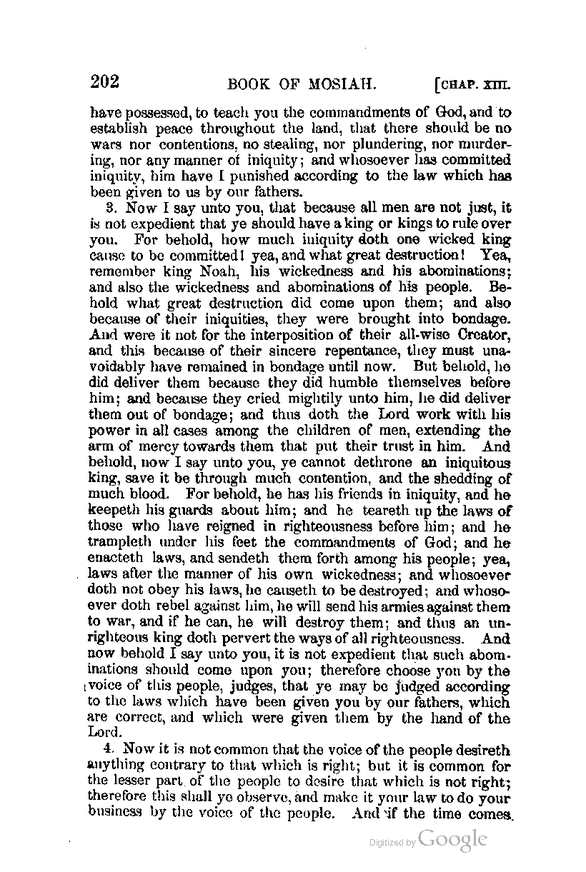 202 BOOK OF MOSIAH. [CHAP. XIII.
have possessed, to teach you the commandments of God, and to
establish peace throughout the land, that there should be no
wars nor contentions, no stealing, nor plundering, nor murder-
ing, nor any manner of iniquity; and whosoever has committed
iniquity, him have I punished according to the law which has
been given to us by our fathers.
3. Now I say unto you, that because all men are not just, it
is not expedient that ye should have a king or kings to rule over
you. For behold, how much iniquity doth one wicked king
cause to be committed! yea, and what great destruction! Yea,
remember king Noah, his wickedness and his abominations;
and also the wickedness and abominations of his people. Be-
hold what great destruction did come upon them; and also
because of their iniquities, they were brought into bondage.
And were it not for the interposition of their all-wise Creator,
and this because of their sincere repentance, they must una-
voidably have remained in bondage until now. But behold, he
did deliver them because they did humble themselves before
him; and because they cried mightily unto him, he did deliver
them out of bondage; and thus doth the Lord work with his
power in all cases among the children of men, extending the
arm of mercy towards them that put their trust in him. And
behold, now I say unto you, ye cannot dethrone an iniquitous
king, save it be through much contention, and the shedding of
much blood. For behold, he has his friends in iniquity, and he
keepeth his guards about him; and he teareth up the laws of
those who have reigned in righteousness before him; and he
trampleth under his feet the commandments of God; and he
enacteth laws, and sendeth them forth among his people; yea,
laws after the manner of his own wickedness; and whosoever
doth not obey his laws, he causeth to be destroyed; and whoso-
ever doth rebel against him, he will send his armies against them
to war, and if he can, he will destroy them; and thus an un-
righteous king doth pervert the ways of all righteousness. And
now behold I say unto you, it is not expedient that such abom-
inations should come upon you; therefore choose you by the
voice of this people, judges, that ye may be judged according
to the laws which have been given you by our fathers, which
are correct, and which were given them by the hand of the
Lord.
4. Now it is not common that the voice of the people desireth
anything contrary to that which is right; but it is common for
the lesser part of the people to desire that which is not right;
therefore this shall ye observe, and make it your law to do your
business by the voice of the people. And if the time comes
Digitized by Google